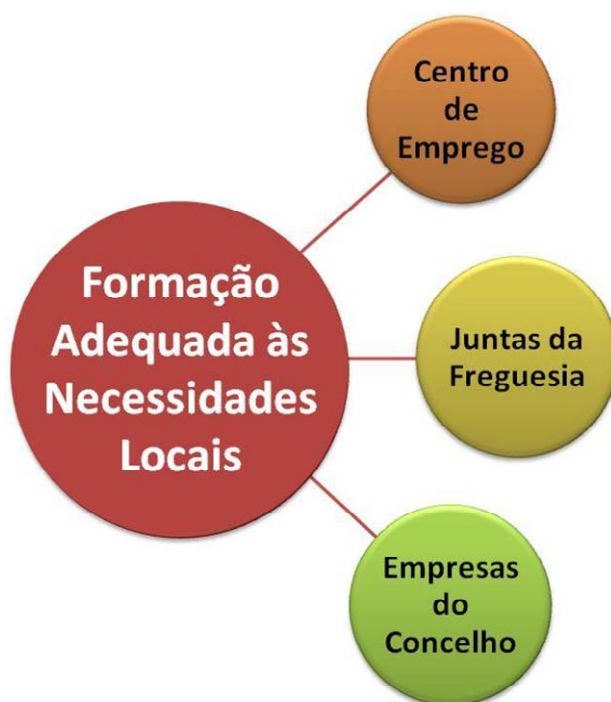 Centro
de
Emprego
Formação
Adequada às
Necessidades
Locais
Juntas da
Freguesia
Empresas
do
Concelho